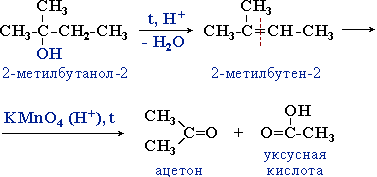 CH₃ CH₃
CH₃-C-CH₂-CH₃ t, H⁺ CH₃-C=CH-CH₃
OH - H₂O
2-метилбутанол-2 2-метилбутен-2
KMnO₄ (H⁺), t CH₃ C=O + OH
CH₃ O=C-CH₃
ацетон уксусная
кислота